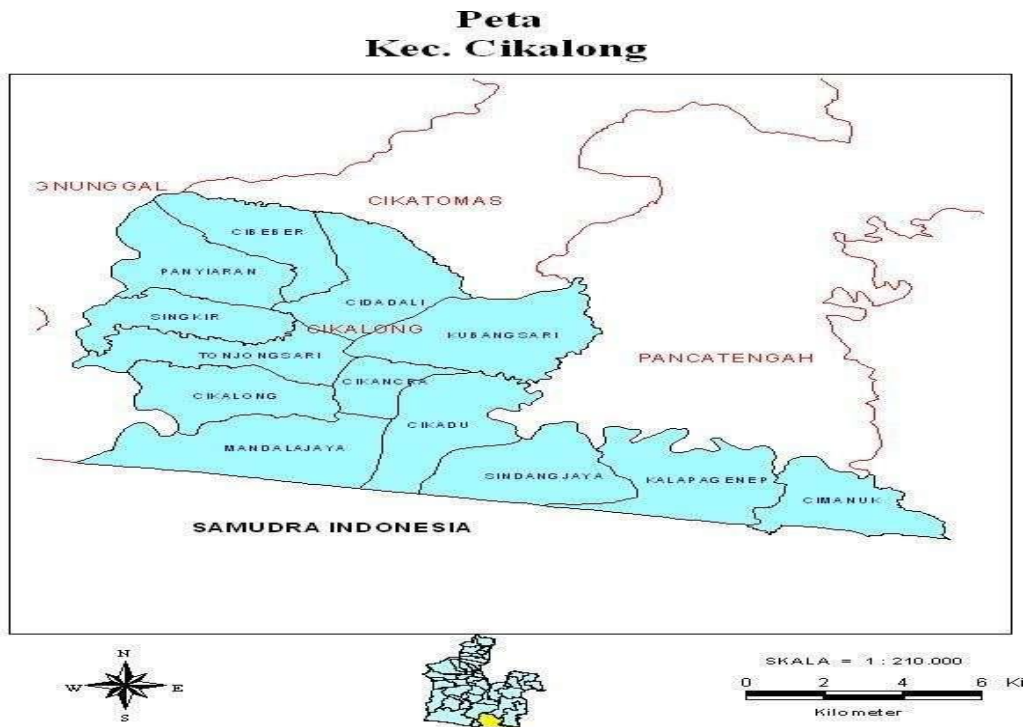 Peta
Kec. Cikalong
GNUNGGAL
CIKATOMAS
CIBEBER
PANYIARAN
CIDADALI
SINGKIR
CIKALONG
KUBANGSARI
TONJONGSARI
PANCATENGAH
CIKANCRA
CIKALONG
CIKADU
MANDALAJAYA
SINDANGJAYA
KALAPAGENEP
CIMANUK
SAMUDRA INDONESIA
N
W E
S
SKALA = 1 : 210.000
0 2 4 6 Ki
Kilometer